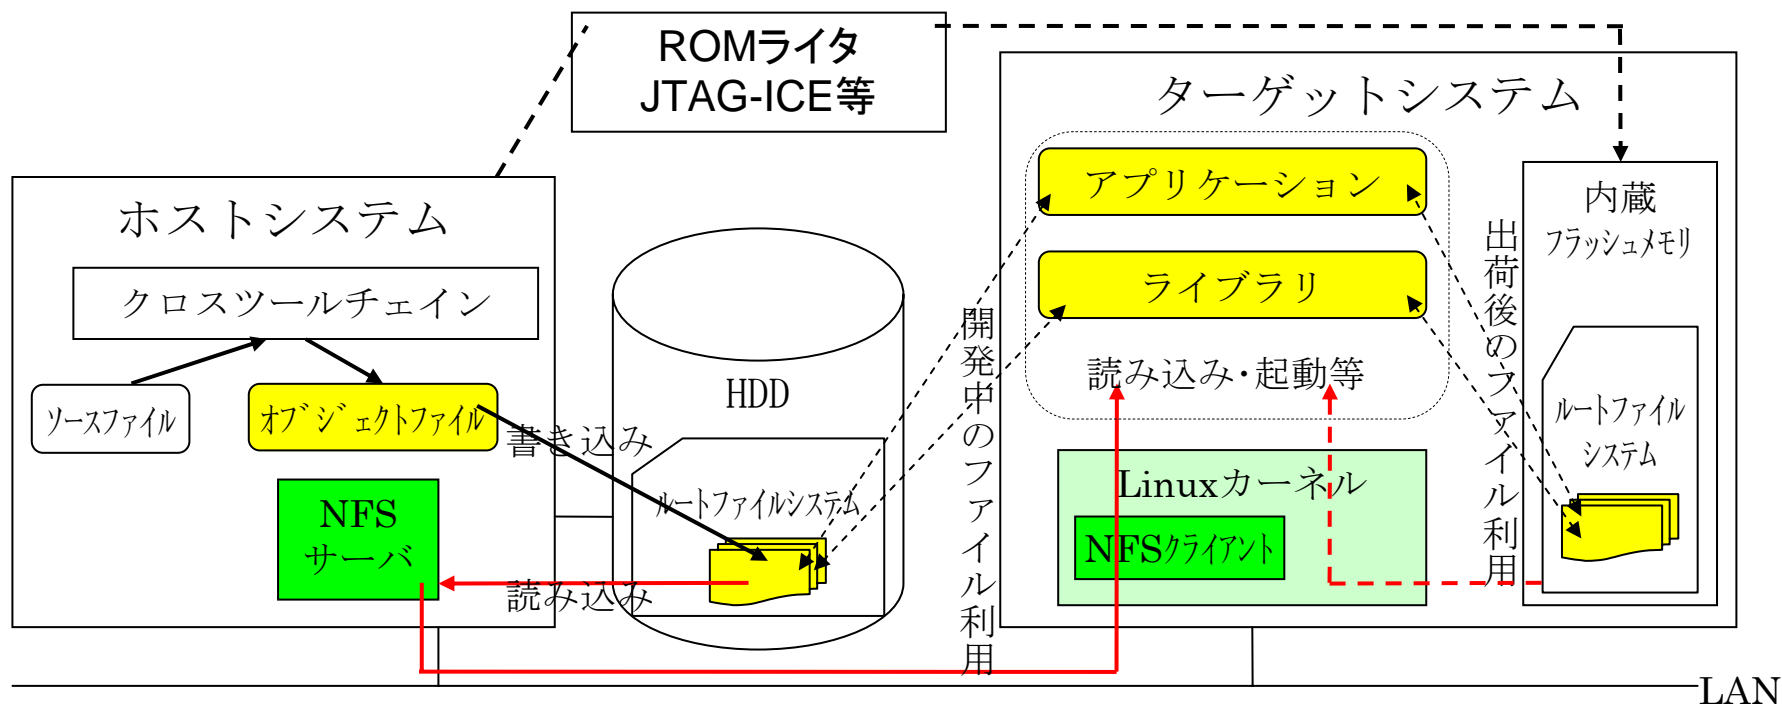 ROMライタ
JTAG-ICE等
ターゲットシステム
アプリケーション
内蔵
フラッシュメモリ
ホストシステム
ライブラリ
クロスツールチェイン
出荷後のファイル利用
開発中のファイル利用
読み込み・起動等
HDD
ソースファイル
オブジェクトファイル
書き込み
ルートファイル
システム
Linuxカーネル
ルートファイルシステム
NFS
サーバ
NFSクライアント
読み込み
LAN